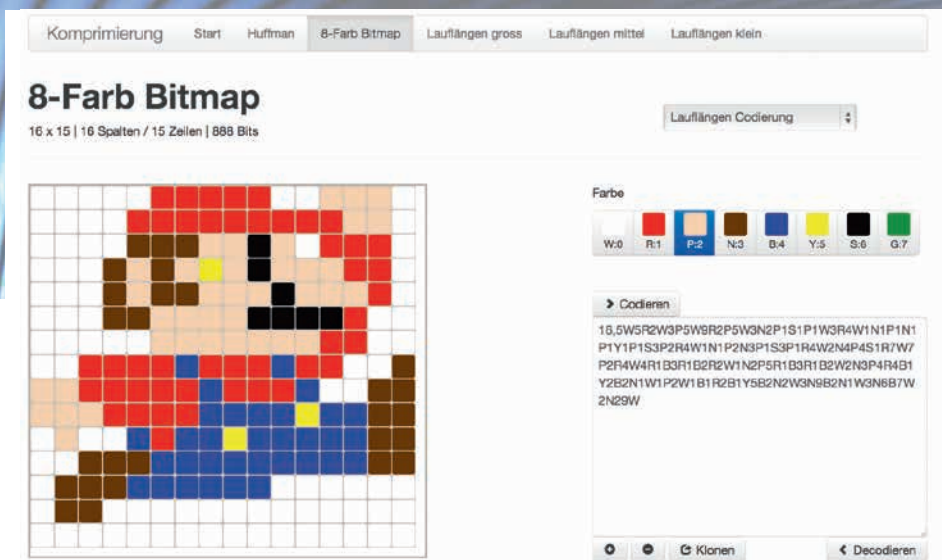 Komprimierung Start Huffman 8-Farb Bitmap Lauflängen gross Lauflängen mittel Lauflängen klein
8-Farb Bitmap
16 x 15 | 16 Spalten / 15 Zeilen | 888 Bits
Lauflängen Codierung
Farbe
W:0 R:1 P:2 N:3 B:4 Y:5 S:6 G:7
Codieren
16,5W5R2W3P5W9R2P5W3N2P1S1P1W3R4W1N1P1N1
P1Y1P1S3P2R4W1N1P2N3P1S3P1R4W2N4P4S1R7W7
P2R4W4R1B3R1B2R2W1N2P5R1B3R1B2W2N3P4R4B1
Y2B2N1W1P2W1B1R2B1Y5B2N2W3N9B2N1W3N6B7W
2N29W
Klonen Decodieren